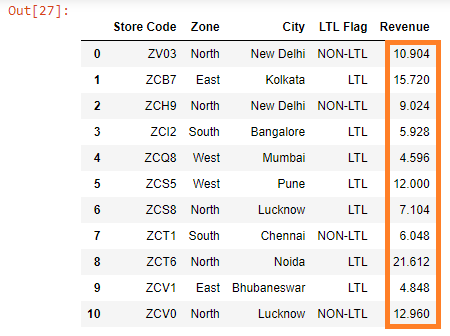 Out[27]:
Store Code Zone City LTL Flag Revenue
0 ZV03 North New Delhi NON-LTL 10.904
1 ZCB7 East Kolkata LTL 15.720
2 ZCH9 North New Delhi NON-LTL 9.024
3 ZCI2 South Bangalore LTL 5.928
4 ZCQ8 West Mumbai LTL 4.596
5 ZCS5 West Pune LTL 12.000
6 ZCS8 North Lucknow LTL 7.104
7 ZCT1 South Chennai NON-LTL 6.048
8 ZCT6 North Noida LTL 21.612
9 ZCV1 East Bhubaneswar LTL 4.848
10 ZCV0 North Lucknow NON-LTL 12.960